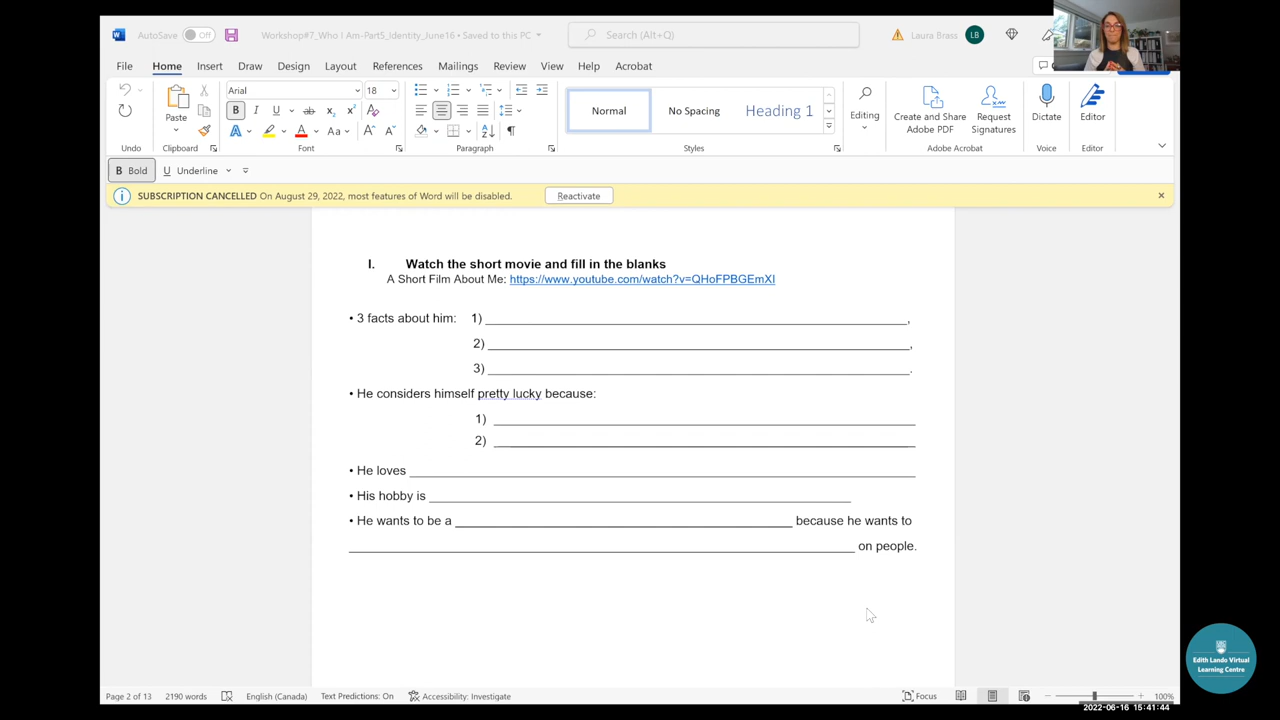 AutoSave Off Workshop#7_Who I Am-Part5_Identity_June16 • Saved to this PC Search (Alt+Q) Laura Brass LB
File Home Insert Draw Design Layout References Mailings Review View Help Acrobat
Arial 18 Normal No Spacing Heading 1
Paste Editing Create and Share Adobe PDF Request Signatures Dictate Editor
Undo Clipboard Font Paragraph Styles Adobe Acrobat Voice Editor
B Bold U Underline
SUBSCRIPTION CANCELLED On August 29, 2022, most features of Word will be disabled. Reactivate
I. Watch the short movie and fill in the blanks
A Short Film About Me: https://www.youtube.com/watch?v=QHoFPBGEmXI
• 3 facts about him: 1) ,
2) ,
3) .
• He considers himself pretty lucky because:
1)
2)
• He loves
• His hobby is
• He wants to be a because he wants to
on people.
UBC
Edith Lando Virtual
Learning Centre
Page 2 of 13 2190 words English (Canada) Text Predictions: On Accessibility: Investigate Focus 100%
2022-06-16 15:41:44